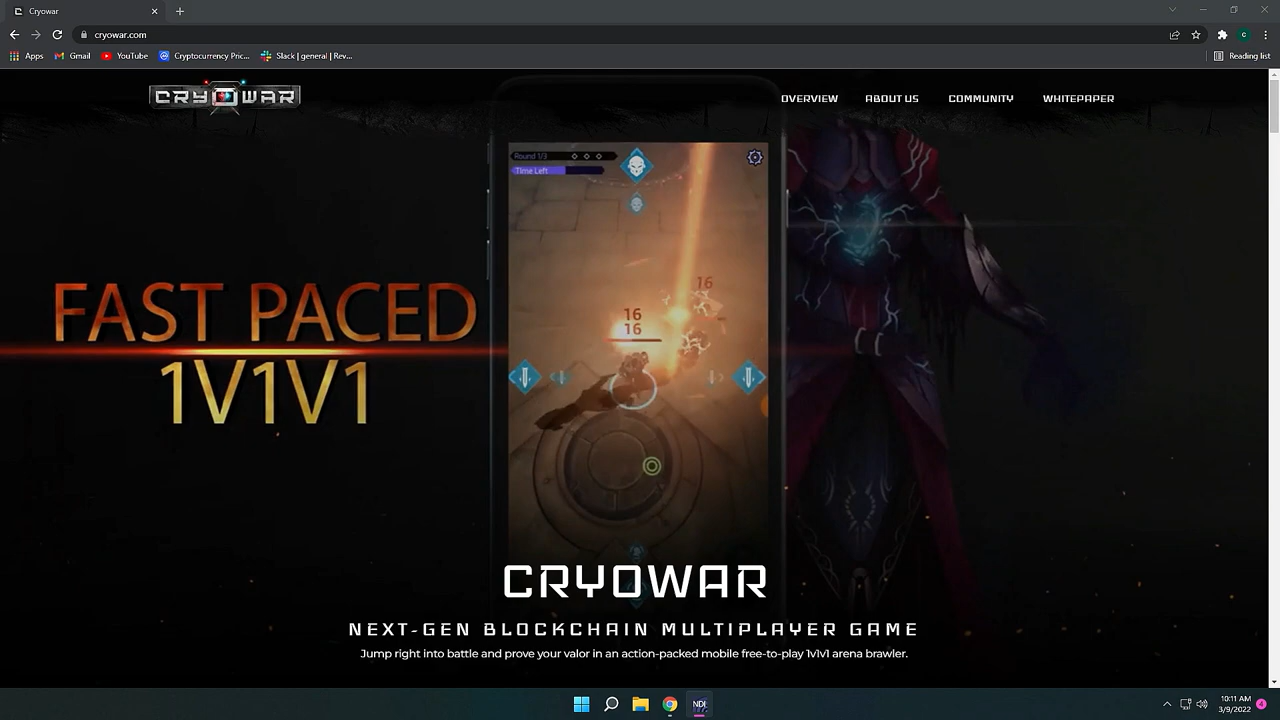 Cryowar
cryowar.com
Apps
Gmail
YouTube
Cryptocurrency Pric...
Slack | general | Rev...
Reading list
CRYOWAR
OVERVIEW
ABOUT US
COMMUNITY
WHITEPAPER
Round 1/3
Time Left
16
16
16
FAST PACED
1V1V1
CRYOWAR
NEXT-GEN BLOCKCHAIN MULTIPLAYER GAME
Jump right into battle and prove your valor in an action-packed mobile free-to-play 1v1v1 arena brawler.
10:11 AM
3/9/2022
4